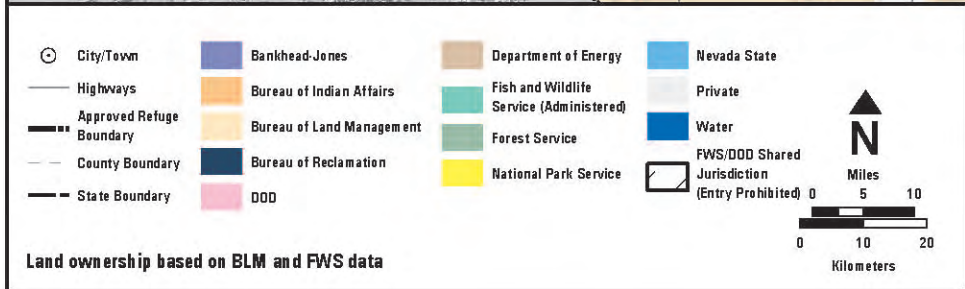 City/Town
Highways
Approved Refuge
Boundary
County Boundary
State Boundary
Bankhead-Jones
Bureau of Indian Affairs
Bureau of Land Management
Bureau of Reclamation
DOD
Department of Energy
Fish and Wildlife
Service (Administered)
Forest Service
National Park Service
Nevada State
Private
Water
FWS/DOD Shared
Jurisdiction
(Entry Prohibited)
N
Miles
0 5 10
0 10 20
Kilometers
Land ownership based on BLM and FWS data